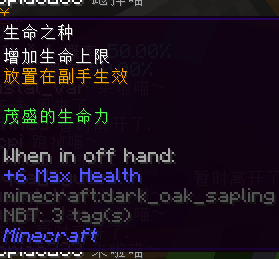 生命之种
增加生命上限
放置在副手生效
茂盛的生命力
When in off hand:
+6 Max Health
minecraft:dark_oak_sapling
NBT: 3 tag(s)
Minecraft